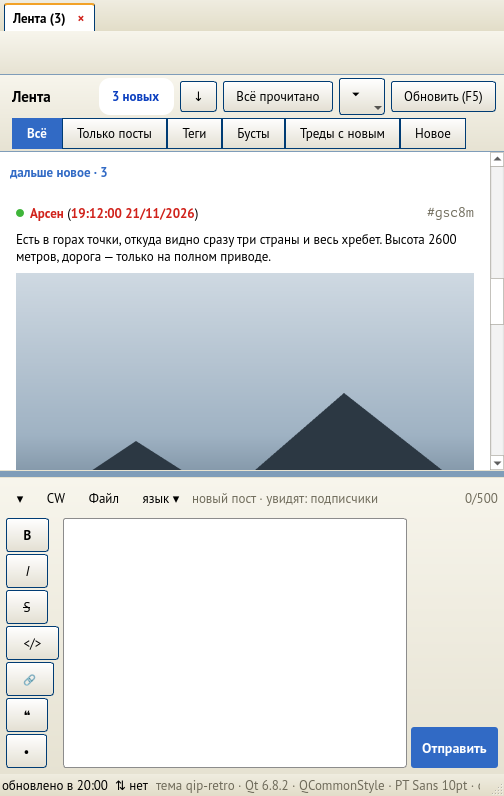 Лента (3) ×
Лента 3 новых ↓ Всё прочитано Обновить (F5)
Всё Только посты Теги Бусты Треды с новым Новое
дальше новое · 3
Арсен (19:12:00 21/11/2026) #gsc8m
Есть в горах точки, откуда видно сразу три страны и весь хребет. Высота 2600
метров, дорога — только на полном приводе.
▾ CW Файл язык ▾ новый пост · увидят: подписчики 0/500
B
I
S
</>
🔗
❝
•
Отправить
обновлено в 20:00 ⇅ нет тема qip-retro · Qt 6.8.2 · QCommonStyle · PT Sans 10pt ·